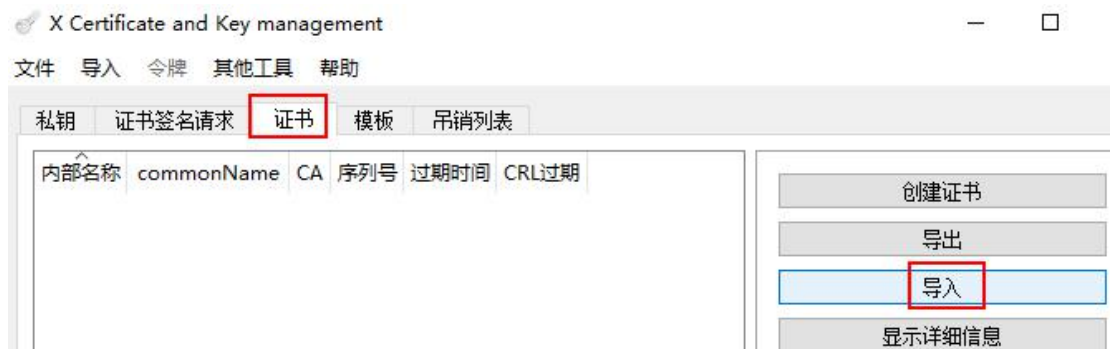 X Certificate and Key management
文件 导入 令牌 其他工具 帮助
私钥 证书签名请求 证书 模板 吊销列表
内部名称 commonName CA 序列号 过期时间 CRL过期
创建证书
导出
导入
显示详细信息